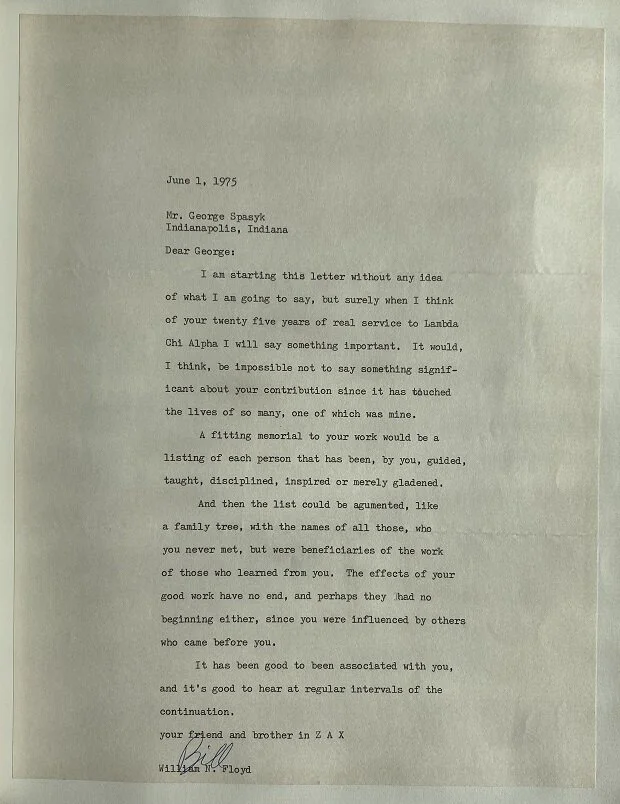 June 1, 1975
Mr. George Spasyk
Indianapolis, Indiana
Dear George:
I am starting this letter without any idea
of what I am going to say, but surely when I think
of your twenty five years of real service to Lambda
Chi Alpha I will say something important. It would,
I think, be impossible not to say something signif-
icant about your contribution since it has touched
the lives of so many, one of which was mine.
A fitting memorial to your work would be a
listing of each person that has been, by you, guided,
taught, disciplined, inspired or merely gladened.
And then the list could be agumented, like
a family tree, with the names of all those, who
you never met, but were beneficiaries of the work
of those who learned from you. The effects of your
good work have no end, and perhaps they had no
beginning either, since you were influenced by others
who came before you.
It has been good to been associated with you,
and it's good to hear at regular intervals of the
continuation.
your friend and brother in Z A X
Bill
William N. Floyd